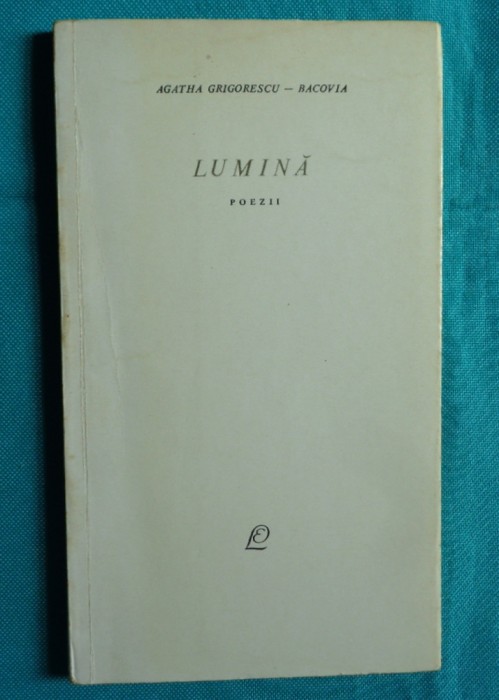 AGATHA GRIGORESCU — BACOVIA
LUMINĂ
POEZII